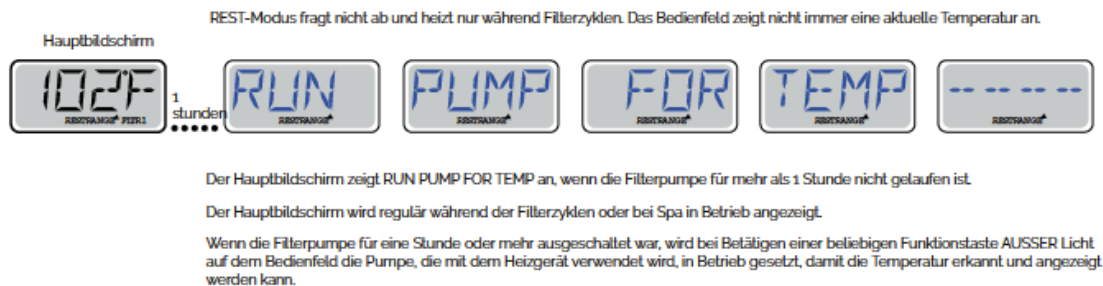 REST-Modus fragt nicht ab und heizt nur während Filterzyklen. Das Bedienfeld zeigt nicht immer eine aktuelle Temperatur an.
Hauptbildschirm
102°F RUN PUMP FOR TEMP -- -- -- --
1
stunden
RESTRANGE FLTR1 RESTRANGE RESTRANGE RESTRANGE RESTRANGE RESTRANGE
Der Hauptbildschirm zeigt RUN PUMP FOR TEMP an, wenn die Filterpumpe für mehr als 1 Stunde nicht gelaufen ist.
Der Hauptbildschirm wird regulär während der Filterzyklen oder bei Spa in Betrieb angezeigt.
Wenn die Filterpumpe für eine Stunde oder mehr ausgeschaltet war, wird bei Betätigen einer beliebigen Funktionstaste AUSSER Licht
auf dem Bedienfeld die Pumpe, die mit dem Heizgerät verwendet wird, in Betrieb gesetzt, damit die Temperatur erkannt und angezeigt
werden kann.